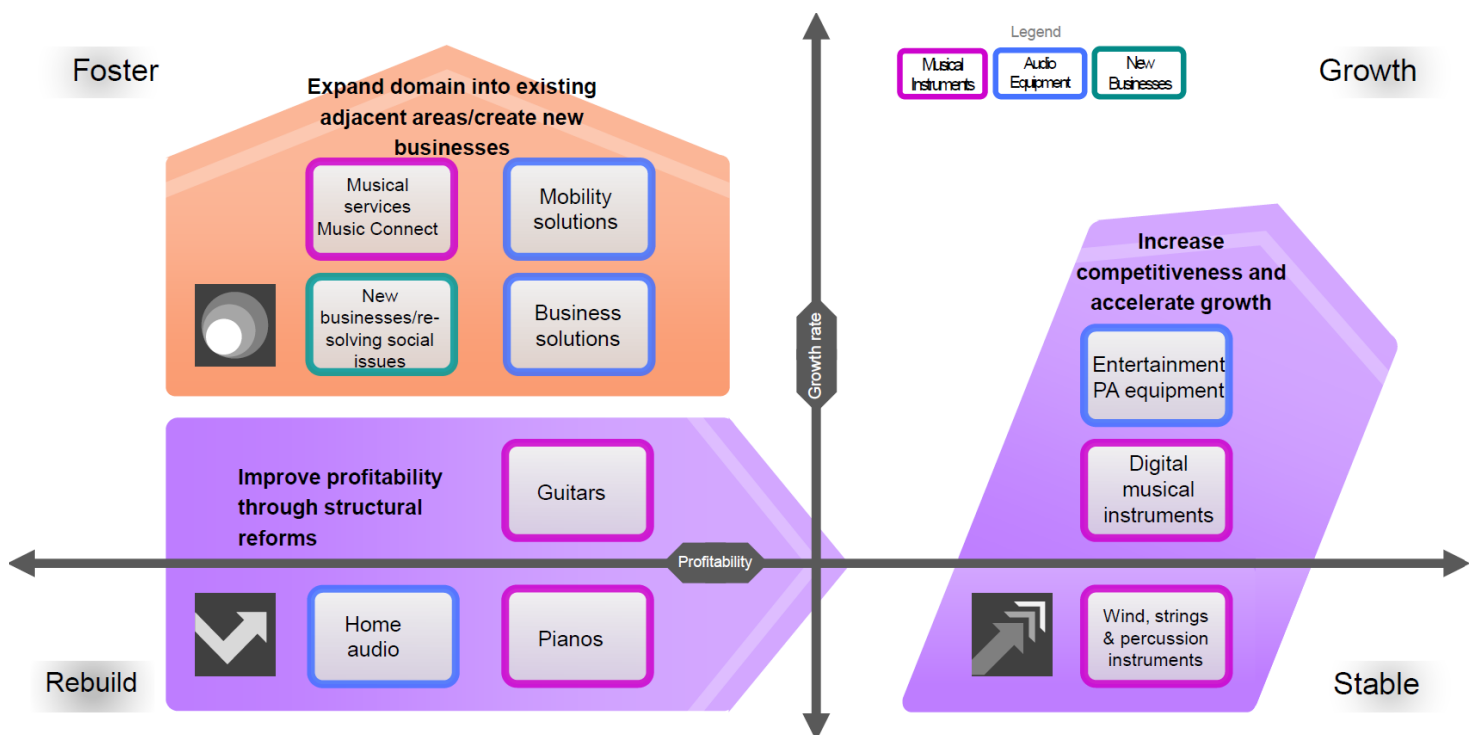 Foster
Legend
Musical
Instruments
Audio
Equipment
New
Businesses
Growth
Expand domain into existing
adjacent areas/create new
businesses
Musical
services
Music Connect
Mobility
solutions
New
businesses/re-
solving social
issues
Business
solutions
Growth rate
Increase
competitiveness and
accelerate growth
Entertainment
PA equipment
Digital
musical
instruments
Improve profitability
through structural
reforms
Guitars
Profitability
Home
audio
Pianos
Wind, strings
& percussion
instruments
Rebuild
Stable